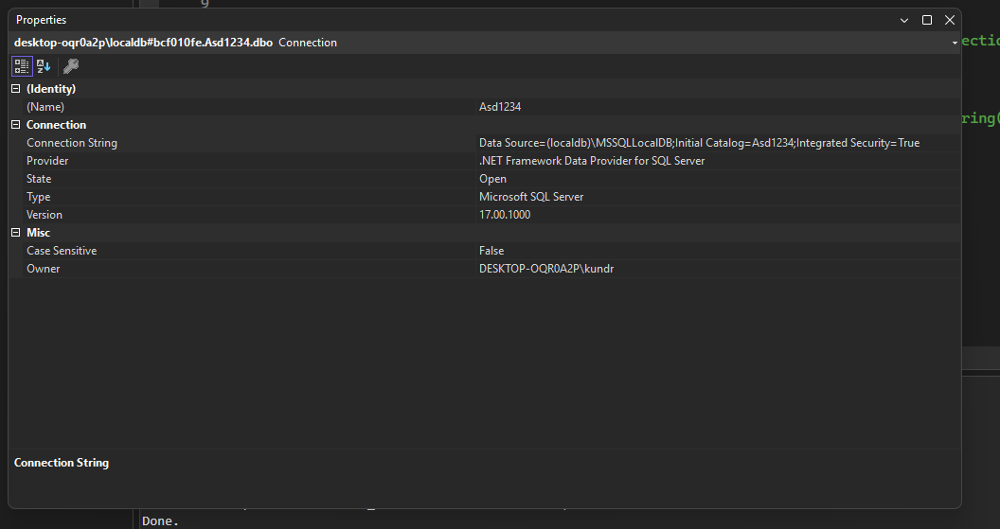 Properties
desktop-oqr0a2p\localdb#bcf010fe.Asd1234.dbo Connection
(Identity)
(Name) Asd1234
Connection
Connection String Data Source=(localdb)\MSSQLLocalDB;Initial Catalog=Asd1234;Integrated Security=True
Provider .NET Framework Data Provider for SQL Server
State Open
Type Microsoft SQL Server
Version 17.00.1000
Misc
Case Sensitive False
Owner DESKTOP-OQR0A2P\kundr
Connection String
Done.